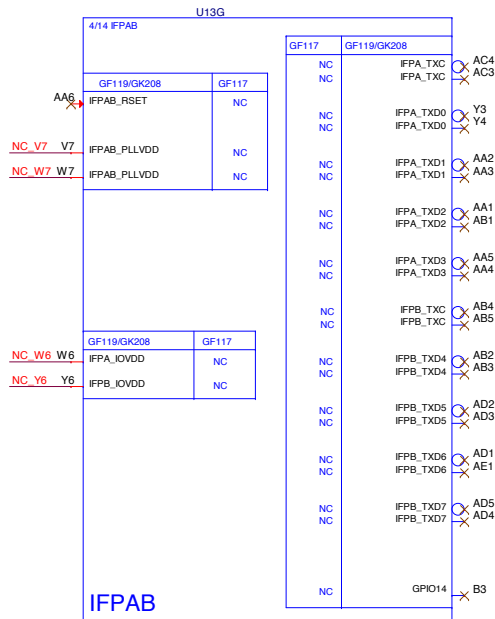 U13G
4/14 IFPAB
GF117 GF119/GK208
NC IFPA_TXC AC4
NC IFPA_TXC AC3
GF119/GK208 GF117
AA6 IFPAB_RSET NC
NC IFPA_TXD0 Y3
NC IFPA_TXD0 Y4
NC_V7 V7 IFPAB_PLLVDD NC
NC_W7 W7 IFPAB_PLLVDD NC
NC IFPA_TXD1 AA2
NC IFPA_TXD1 AA3
NC IFPA_TXD2 AA1
NC IFPA_TXD2 AB1
NC IFPA_TXD3 AA5
NC IFPA_TXD3 AA4
NC IFPB_TXC AB4
NC IFPB_TXC AB5
GF119/GK208 GF117
NC_W6 W6 IFPA_IOVDD NC
NC_Y6 Y6 IFPB_IOVDD NC
NC IFPB_TXD4 AB2
NC IFPB_TXD4 AB3
NC IFPB_TXD5 AD2
NC IFPB_TXD5 AD3
NC IFPB_TXD6 AD1
NC IFPB_TXD6 AE1
NC IFPB_TXD7 AD5
NC IFPB_TXD7 AD4
NC GPIO14 B3
IFPAB